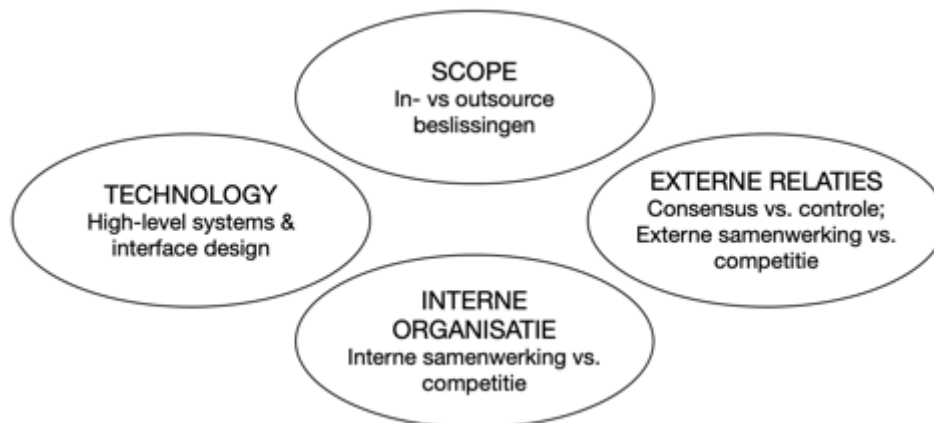 SCOPE
In- vs outsource
beslissingen
TECHNOLOGY
High-level systems &
interface design
EXTERNE RELATIES
Consensus vs. controle;
Externe samenwerking vs.
competitie
INTERNE
ORGANISATIE
Interne samenwerking vs.
competitie